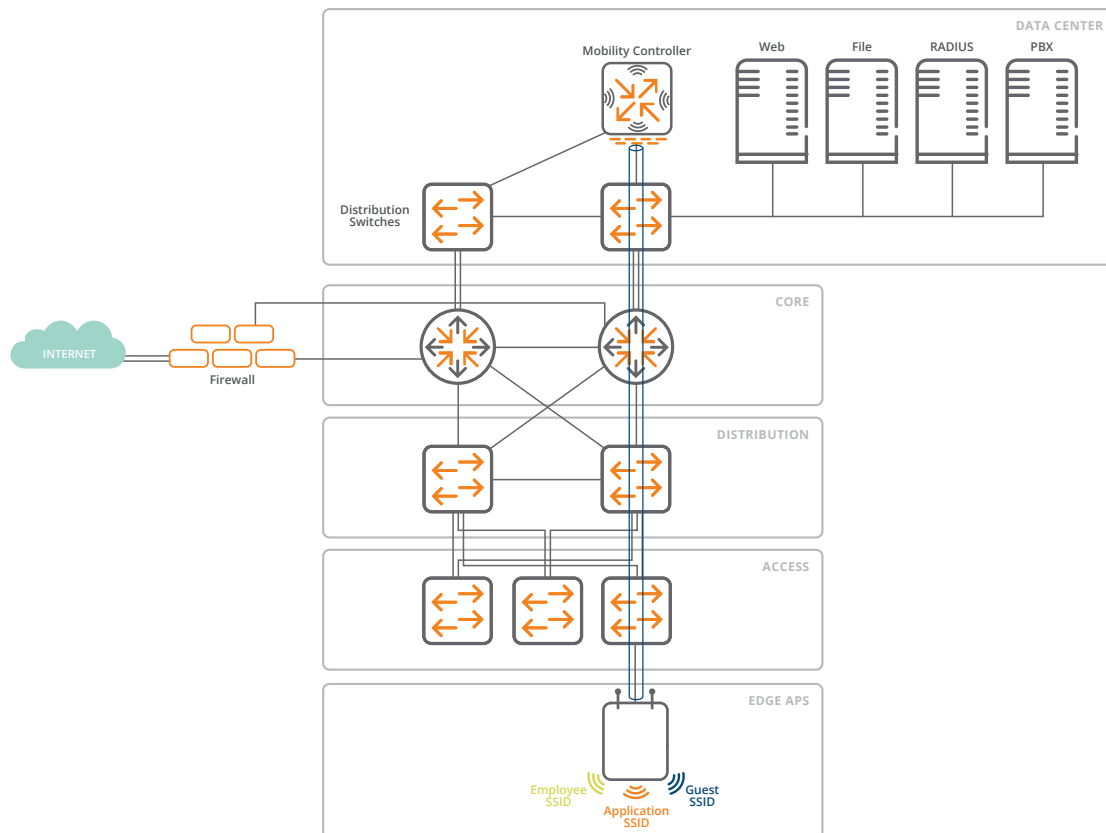 DATA CENTER
Mobility Controller
Web
File
RADIUS
PBX
Distribution
Switches
CORE
INTERNET
Firewall
DISTRIBUTION
ACCESS
EDGE APS
Employee
SSID
Application
SSID
Guest
SSID